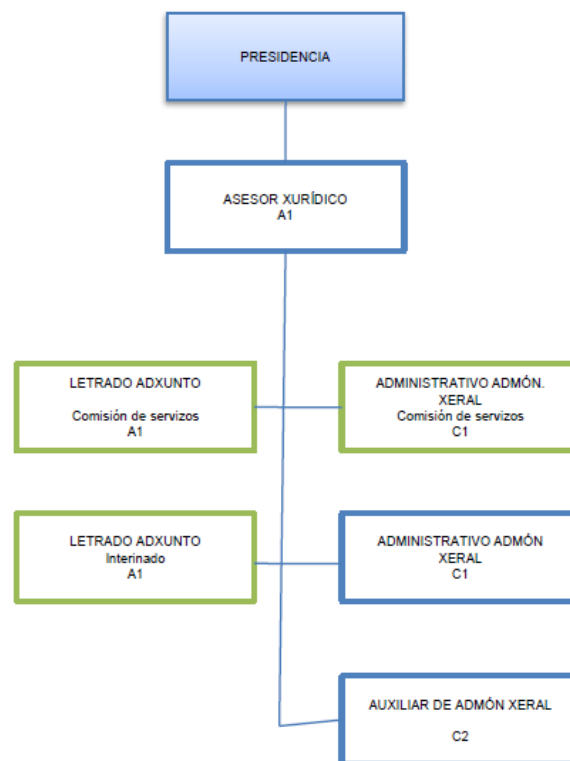 PRESIDENCIA
ASESOR XURÍDICO
A1
LETRADO ADXUNTO
Comisión de servizos
A1
ADMINISTRATIVO ADMÓN.
XERAL
Comisión de servizos
C1
LETRADO ADXUNTO
Interinado
A1
ADMINISTRATIVO ADMÓN
XERAL
C1
AUXILIAR DE ADMÓN XERAL
C2